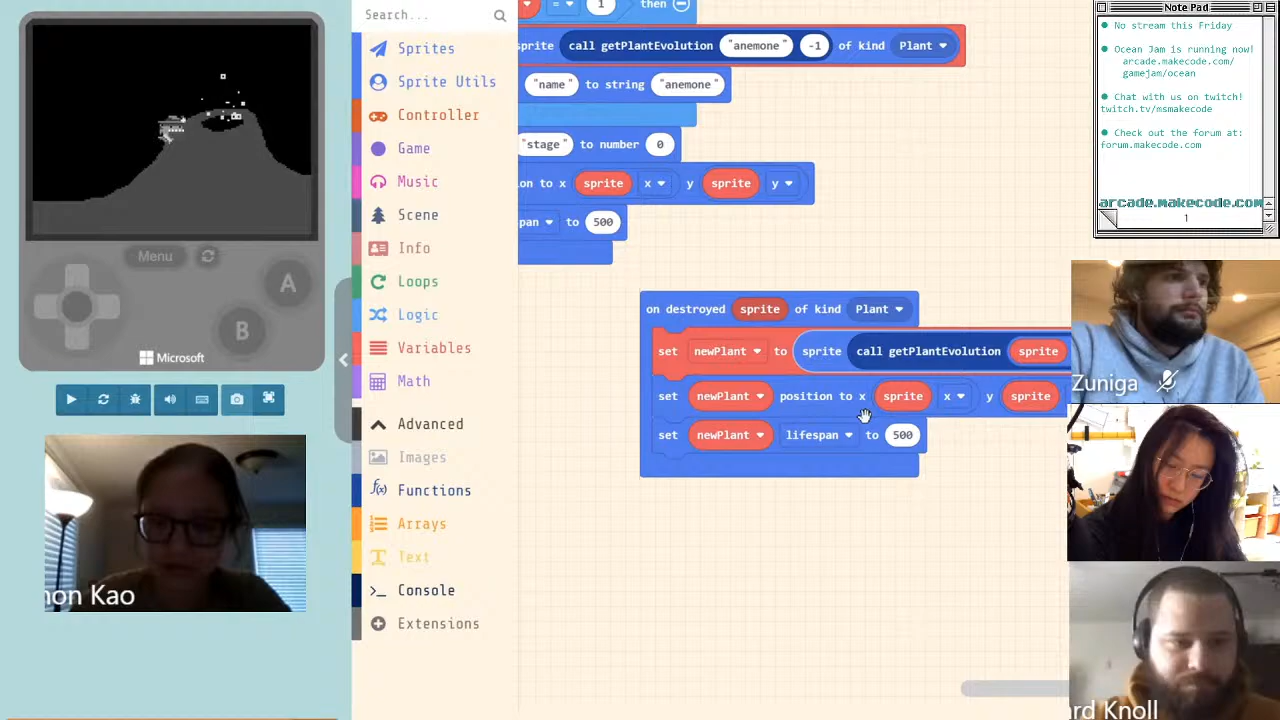 Menu
A
B
Microsoft
non Kao
Search...
Sprites
Sprite Utils
Controller
Game
Music
Scene
Info
Loops
Logic
Variables
Math
Advanced
Images
Functions
Arrays
Text
Console
Extensions
= 1 then
sprite call getPlantEvolution "anemone" -1 of kind Plant
"name" to string "anemone"
"stage" to number 0
on to x sprite x y sprite y
pan to 500
on destroyed sprite of kind Plant
set newPlant to sprite call getPlantEvolution sprite
set newPlant position to x sprite x y sprite
set newPlant lifespan to 500
Note Pad
No stream this Friday
Ocean Jam is running now!
arcade.makecode.com/
gamejam/ocean
Chat with us on twitch!
twitch.tv/msmakecode
Check out the forum at:
forum.makecode.com
arcade.makecode.com
1
Zuniga
ard Knoll